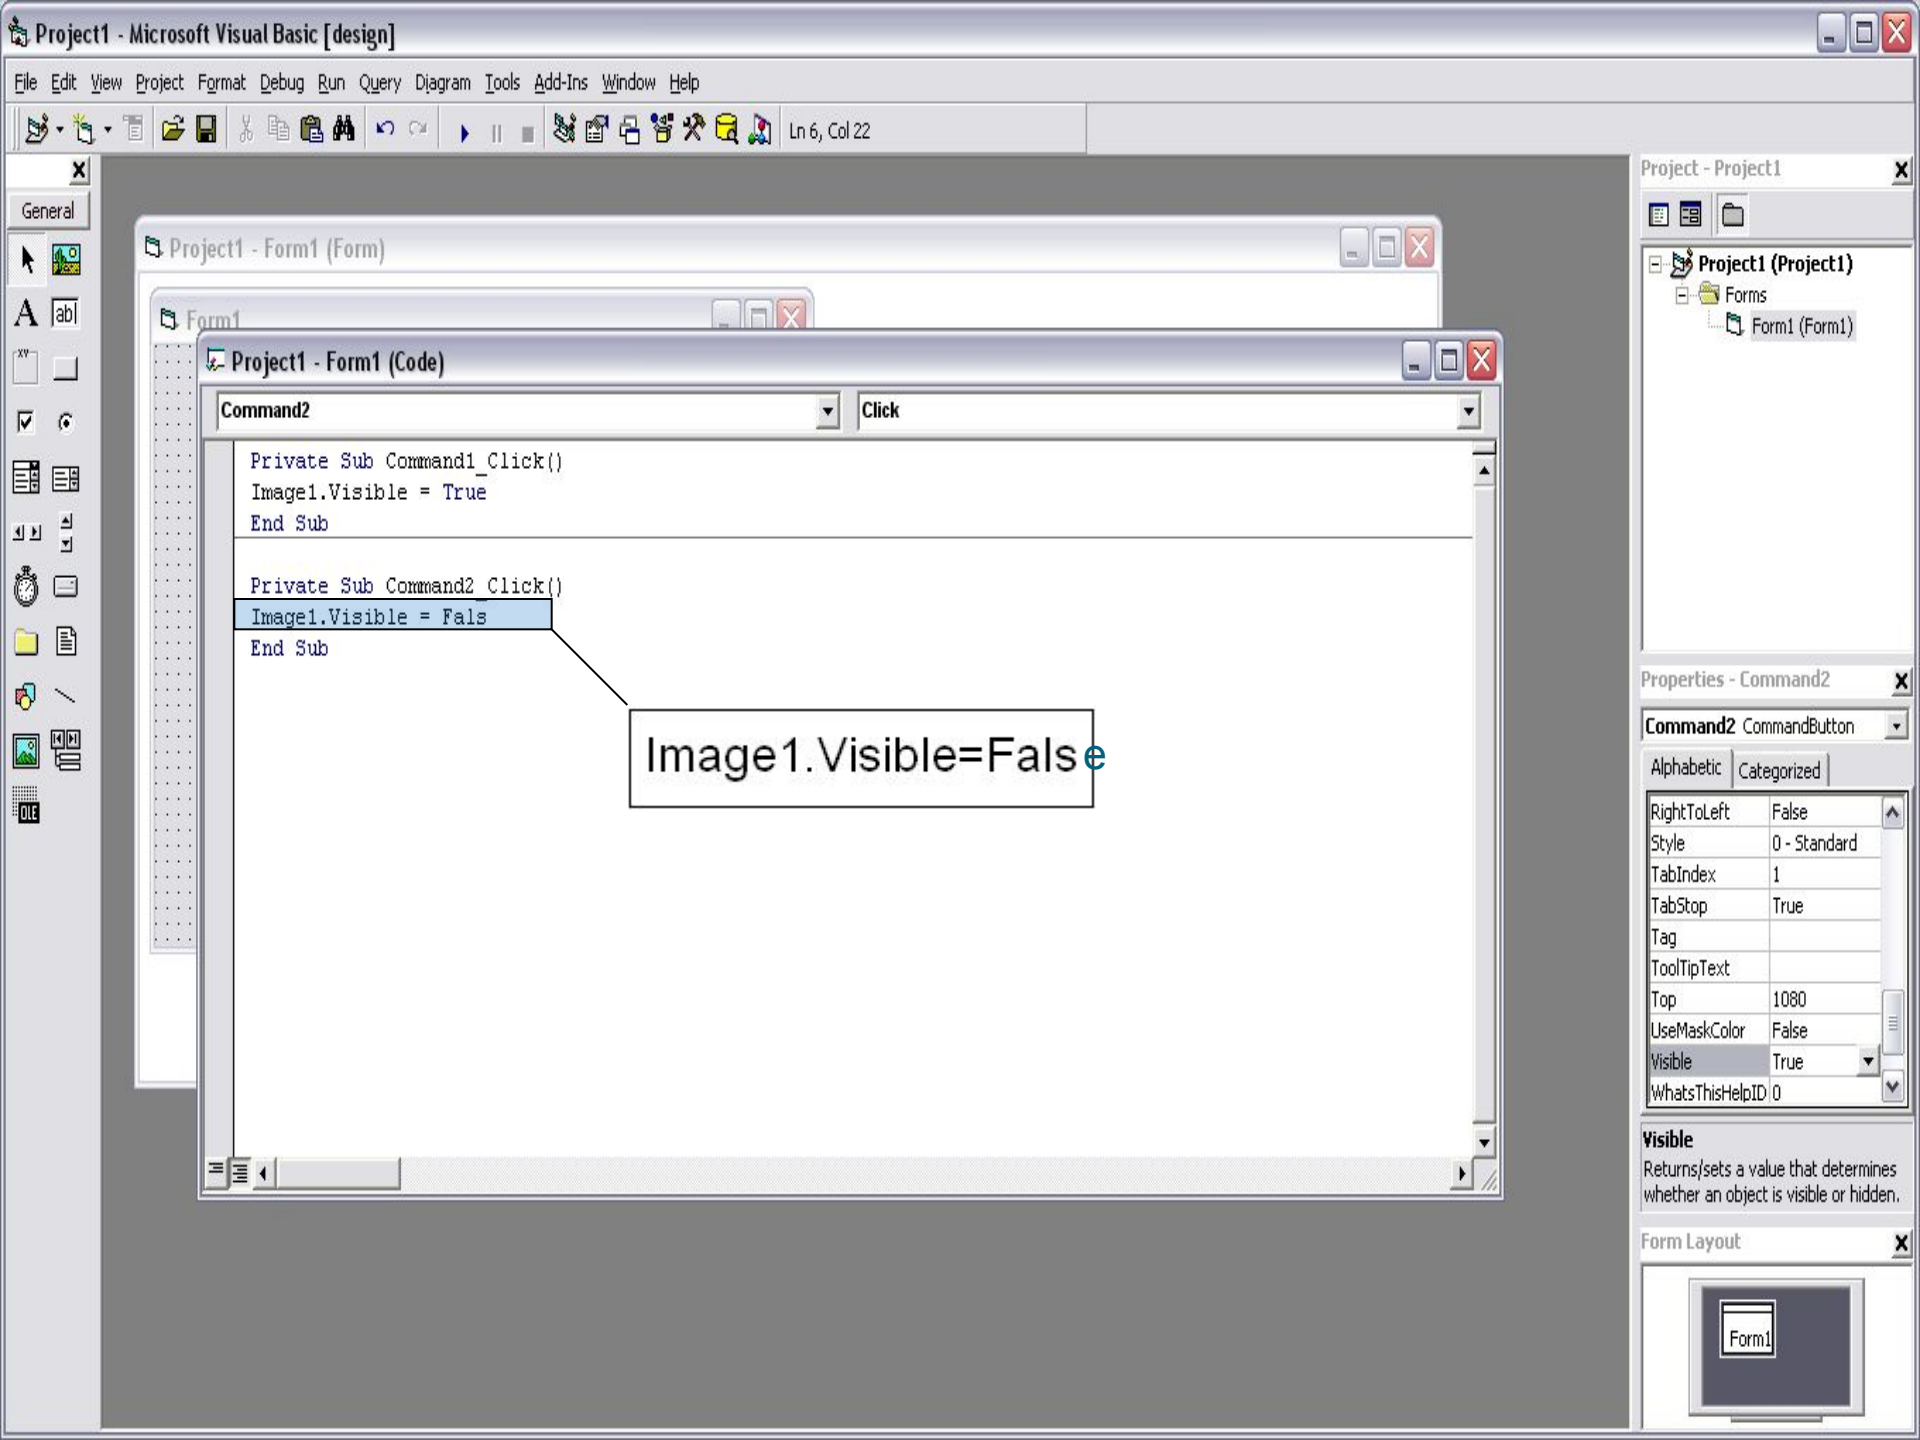 Project1 - Microsoft Visual Basic [design]
File Edit View Project Format Debug Run Query Diagram Tools Add-Ins Window Help
Ln 6, Col 22
General
A
ab|
XY
OLE
Project1 - Form1 (Form)
Form1
Project1 - Form1 (Code)
Command2
Click
Private Sub Command1_Click()
Image1.Visible = True
End Sub
Private Sub Command2_Click()
Image1.Visible = Fals
End Sub
Image1.Visible=False
Project - Project1
Project1 (Project1)
Forms
Form1 (Form1)
Properties - Command2
Command2 CommandButton
Alphabetic Categorized
RightToLeft False
Style 0 - Standard
TabIndex 1
TabStop True
Tag
ToolTipText
Top 1080
UseMaskColor False
Visible True
WhatsThisHelpID 0
Visible
Returns/sets a value that determines
whether an object is visible or hidden.
Form Layout
Form1